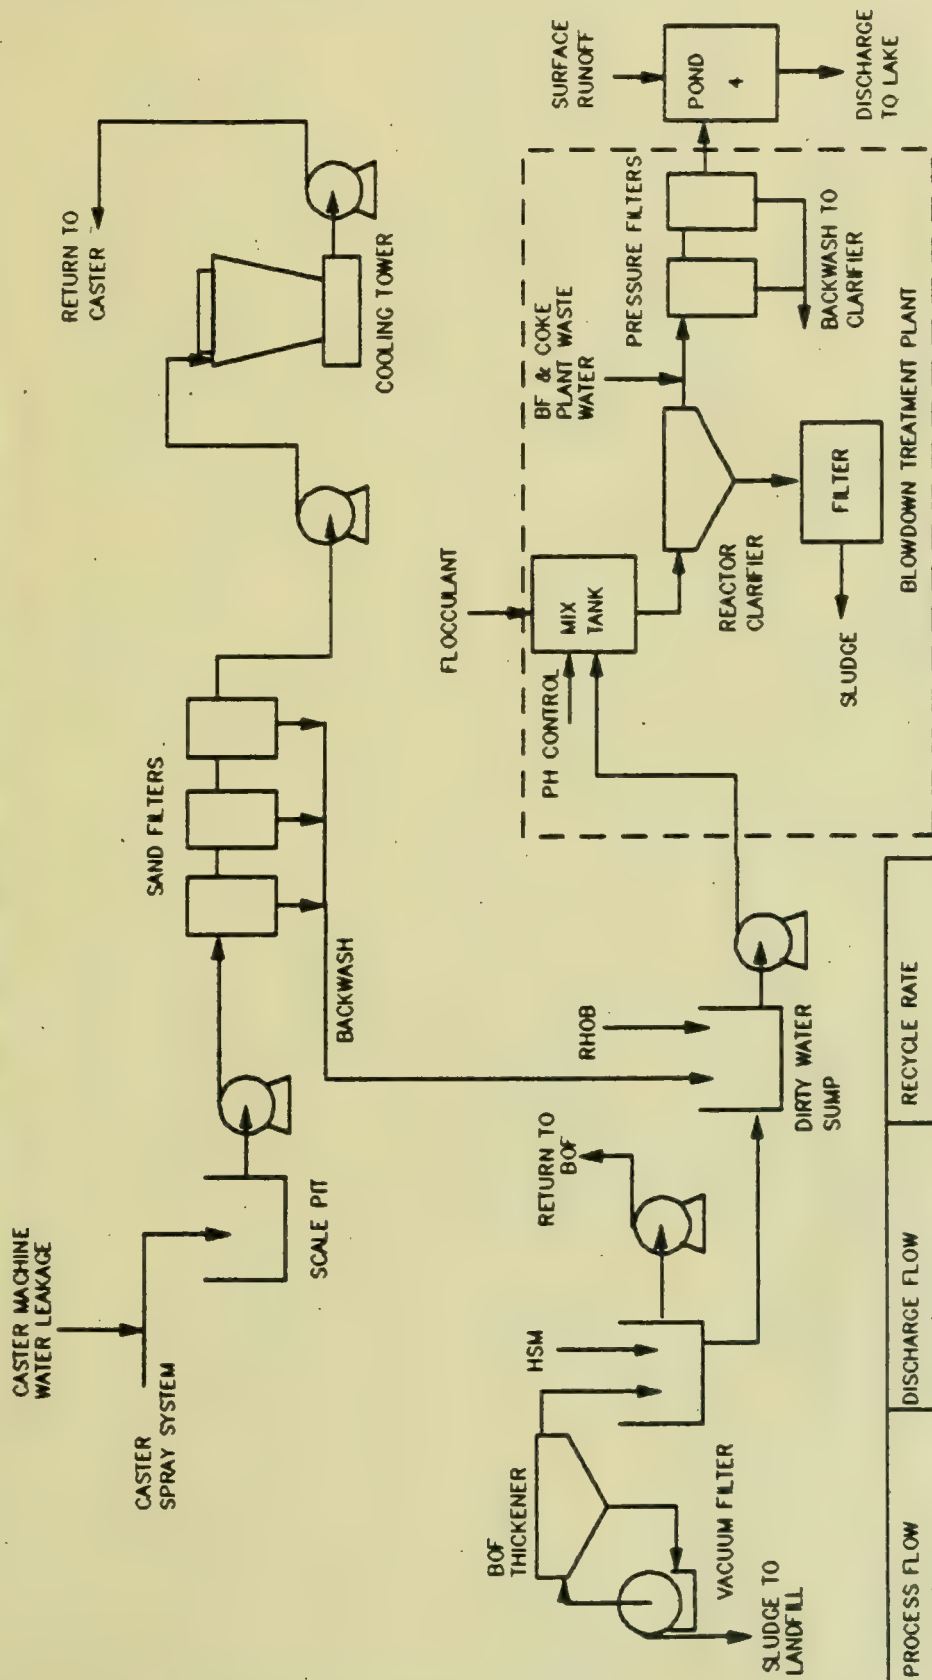 CASTER MACHINE
WATER LEAKAGE
CASTER
SPRAY SYSTEM
SCALE PIT
SAND FILTERS
BACKWASH
RETURN TO
CASTER
COOLING TOWER
BOF
THICKENER
VACUUM FILTER
SLUDGE TO
LANDFILL
HSM
RETURN TO
BOF
RHOB
DIRTY WATER
SUMP
FLOCCULANT
PH CONTROL
MIX
TANK
REACTOR
CLARIFIER
BF & COKE
PLANT WASTE
WATER
PRESSURE FILTERS
BACKWASH TO
CLARIFIER
FILTER
SLUDGE
BLOWDOWN TREATMENT PLANT
SURFACE
RUNOFF
POND
4
DISCHARGE
TO LAKE
PROCESS FLOW
DISCHARGE FLOW
RECYCLE RATE